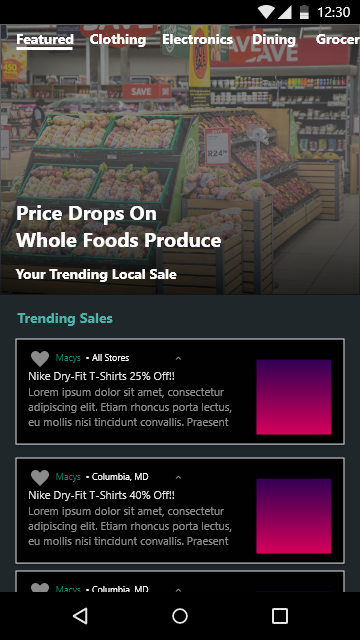 12:30
Featured Clothing Electronics Dining Grocer
SAVE
SAVE
SAVE
R24
Price Drops On
Whole Foods Produce
Your Trending Local Sale
Trending Sales
Macys • All Stores
Nike Dry-Fit T-Shirts 25% Off!!
Lorem ipsum dolor sit amet, consectetur
adipiscing elit. Etiam rhoncus porta lectus,
eu mollis nisi tincidunt convallis. Praesent
Macys • Columbia, MD
Nike Dry-Fit T-Shirts 40% Off!!
Lorem ipsum dolor sit amet, consectetur
adipiscing elit. Etiam rhoncus porta lectus,
eu mollis nisi tincidunt convallis. Praesent
Macys • Columbia, MD